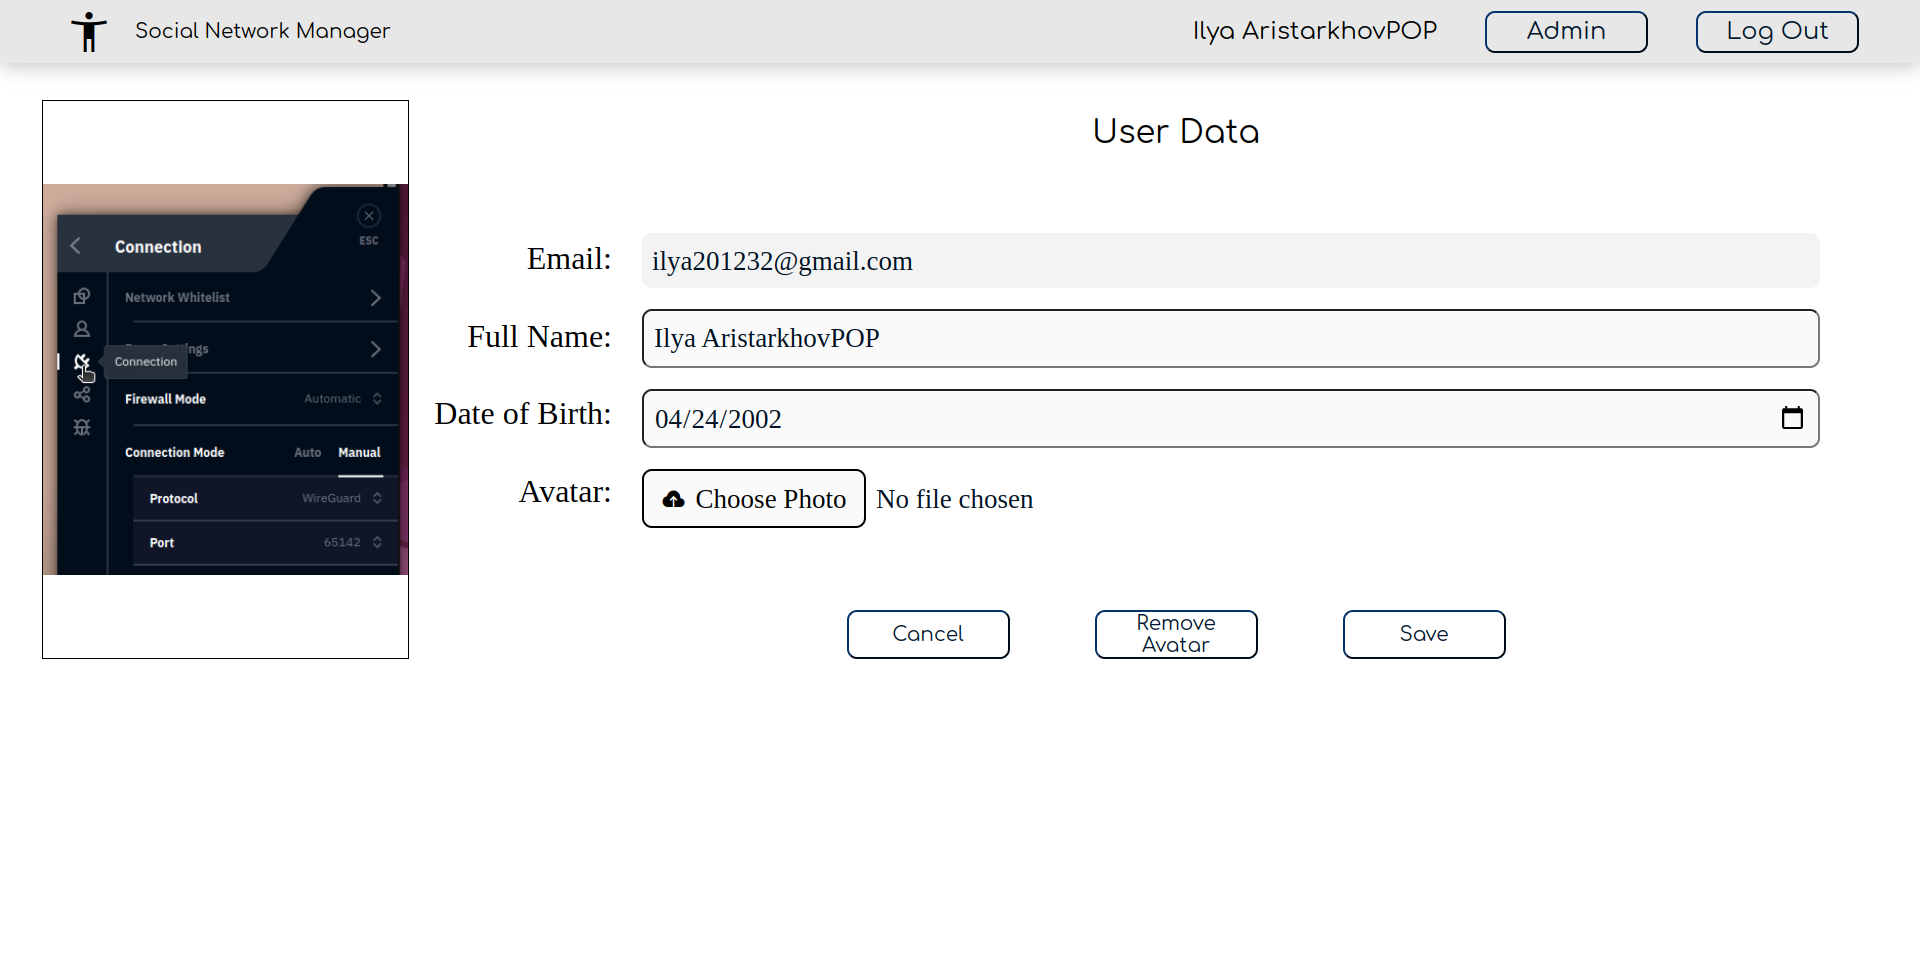 Social Network Manager
Ilya AristarkhovPOP
Admin
Log Out
User Data
Connection
ESC
Network Whitelist
Connection
Firewall Mode Automatic
Connection Mode Auto Manual
Protocol WireGuard
Port 65142
Email: ilya201232@gmail.com
Full Name: Ilya AristarkhovPOP
Date of Birth: 04/24/2002
Avatar: Choose Photo No file chosen
Cancel
Remove
Avatar
Save